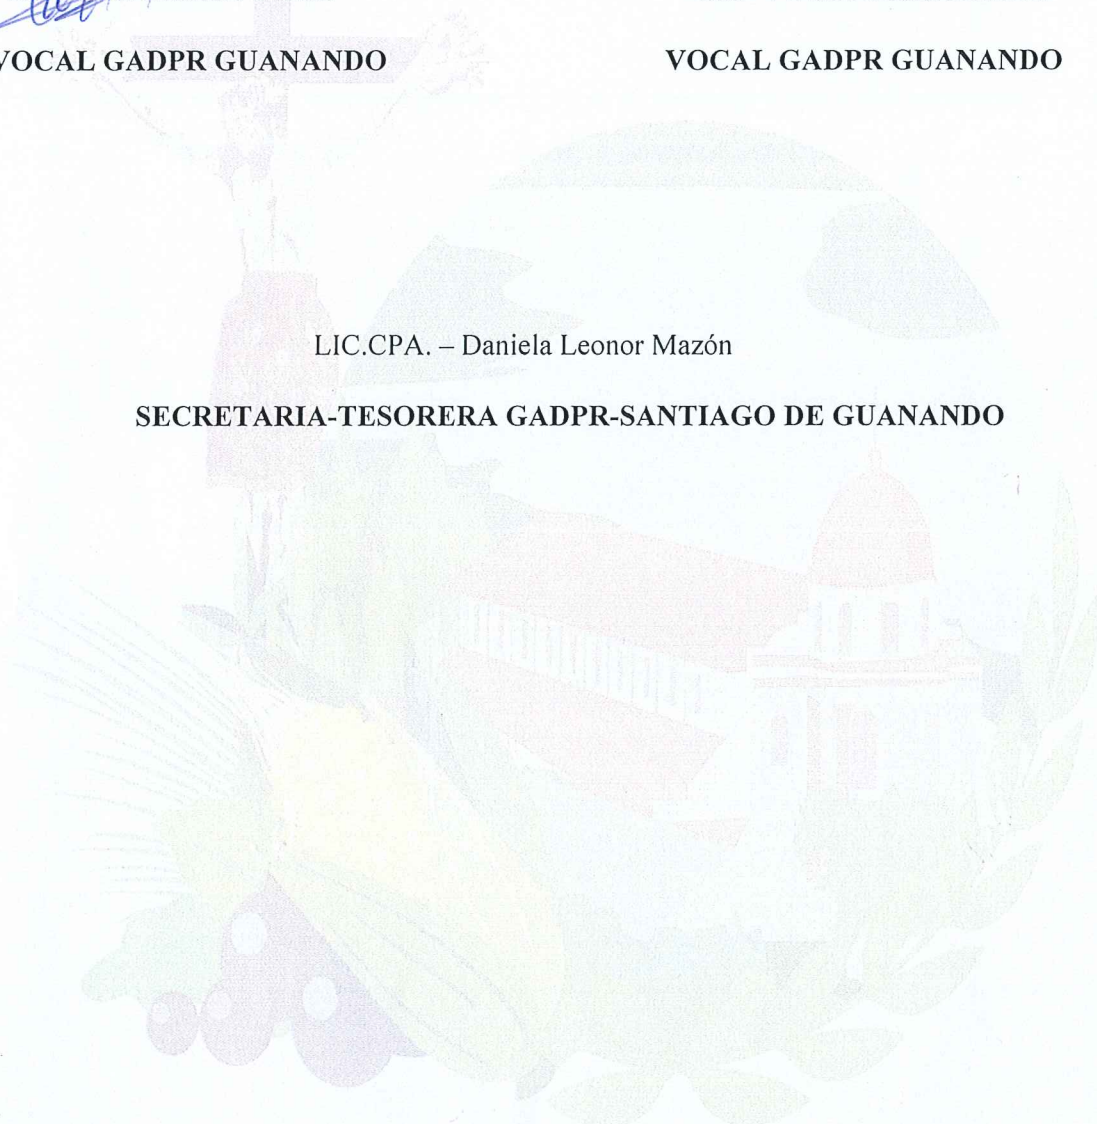 VOCAL GADPR GUANANDO VOCAL GADPR GUANANDO
LIC.CPA. – Daniela Leonor Mazón
SECRETARIA-TESORERA GADPR-SANTIAGO DE GUANANDO